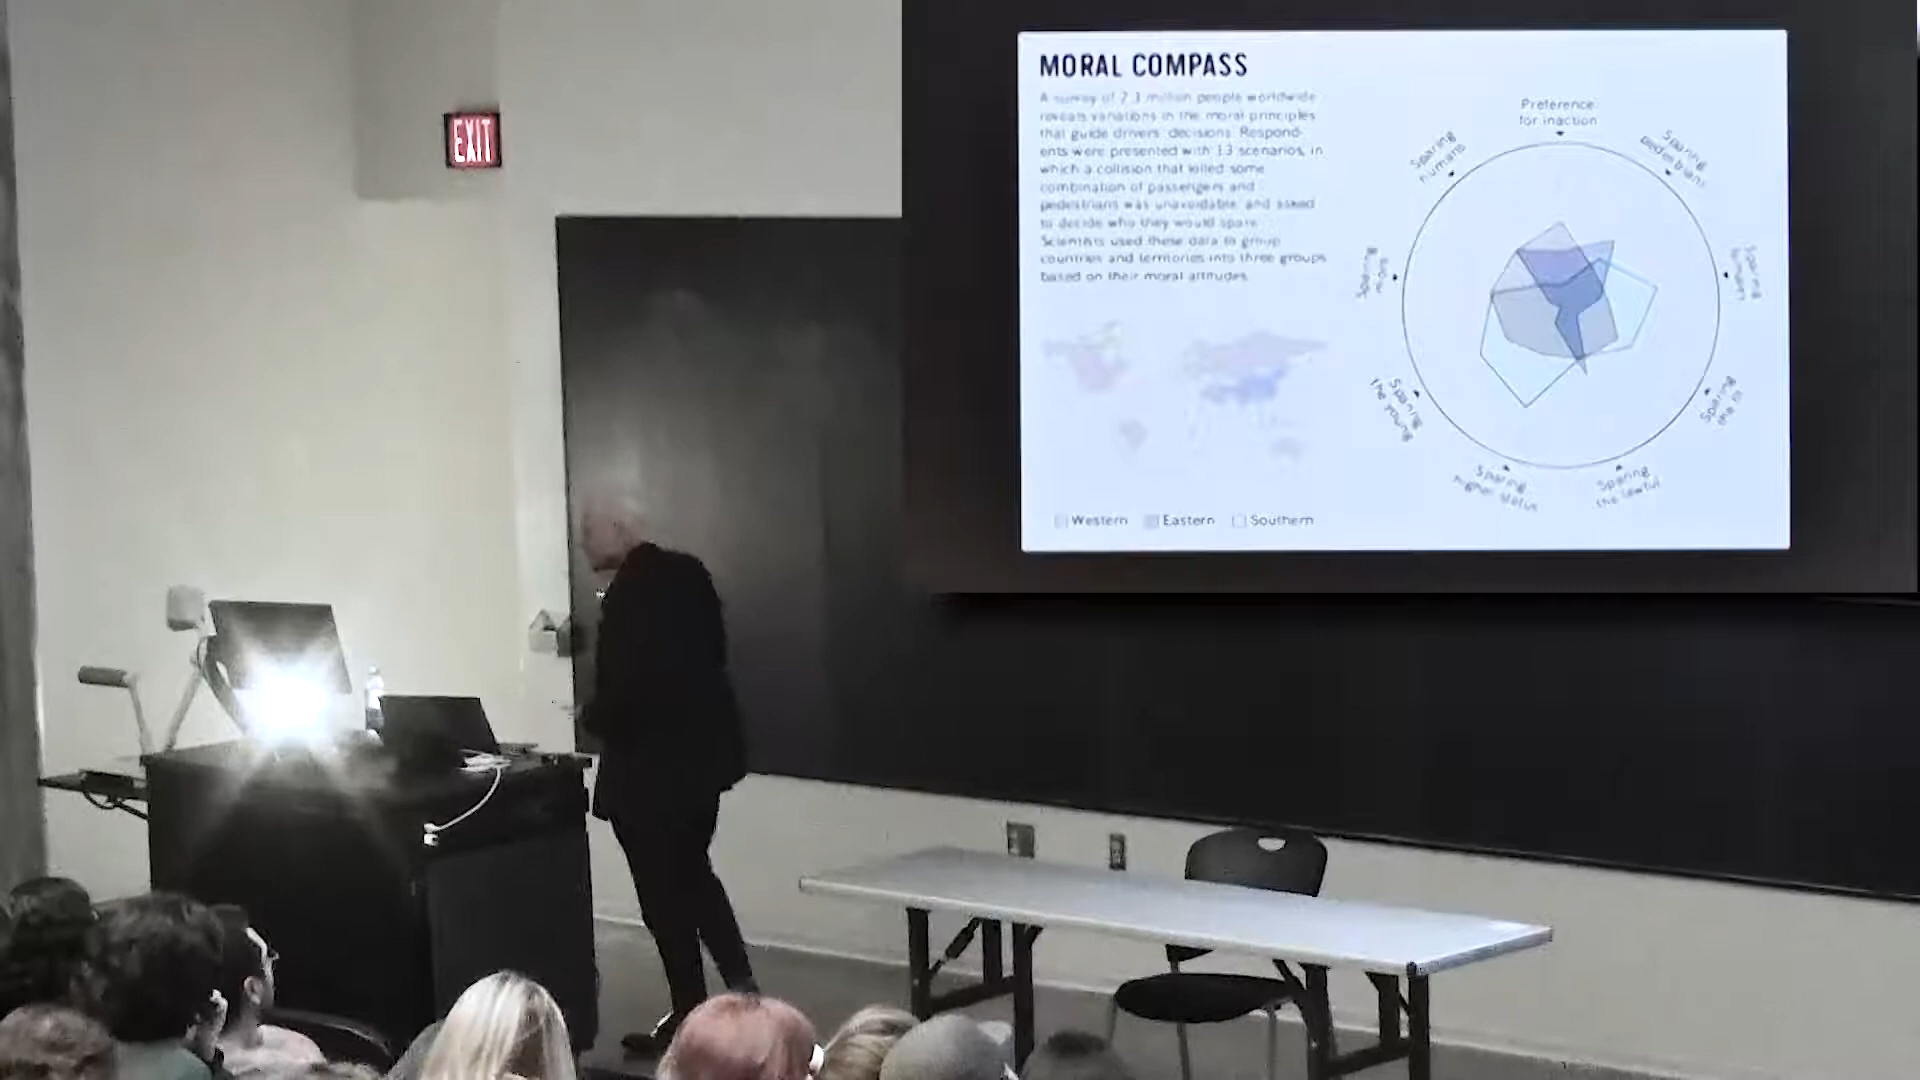 EXIT
MORAL COMPASS
A survey of 2.3 million people worldwide
reveals variations in the moral principles
that guide drivers' decisions. Respond-
ents were presented with 13 scenarios, in
which a collision that killed some
combination of passengers and
pedestrians was unavoidable, and asked
to decide who they would spare.
Scientists used these data to group
countries and territories into three groups
based on their moral attitudes.
Preference
for inaction
Sparing
pedestrians
Sparing
Sparing
Sparing
the lawful
Sparing
higher status
Sparing
the young
Sparing
more
Sparing
humans
Western
Eastern
Southern